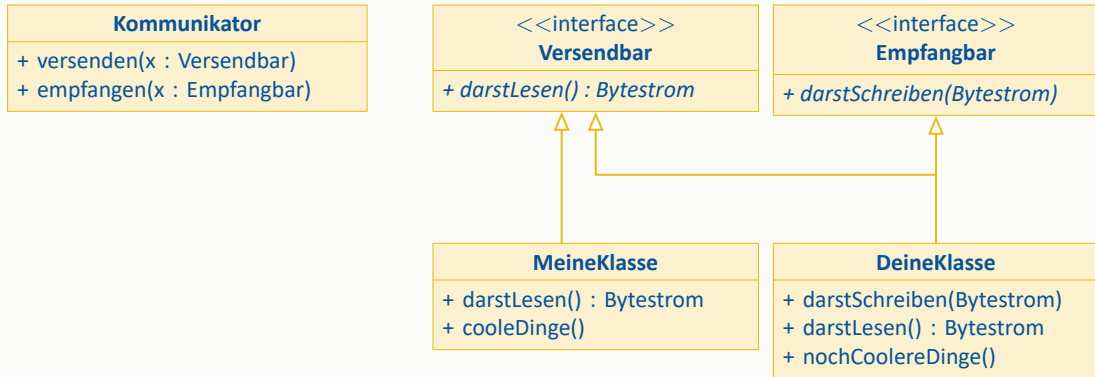 Kommunikator
+ versenden(x : Versendbar)
+ empfangen(x : Empfangbar)
<<interface>>
Versendbar
+ darstLesen() : Bytestrom
<<interface>>
Empfangbar
+ darstSchreiben(Bytestrom)
MeineKlasse
+ darstLesen() : Bytestrom
+ cooleDinge()
DeineKlasse
+ darstSchreiben(Bytestrom)
+ darstLesen() : Bytestrom
+ nochCoolereDinge()